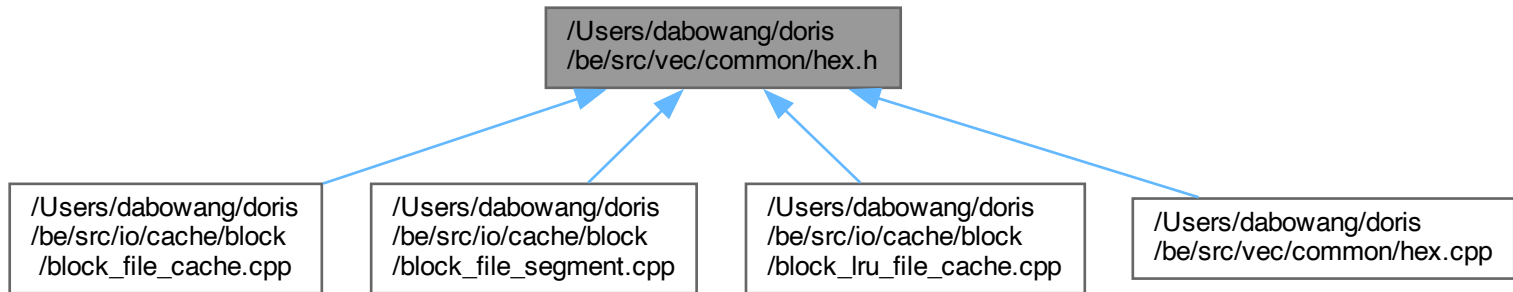 /Users/dabowang/doris
/be/src/vec/common/hex.h
/Users/dabowang/doris
/be/src/io/cache/block
/block_file_cache.cpp
/Users/dabowang/doris
/be/src/io/cache/block
/block_file_segment.cpp
/Users/dabowang/doris
/be/src/io/cache/block
/block_lru_file_cache.cpp
/Users/dabowang/doris
/be/src/vec/common/hex.cpp